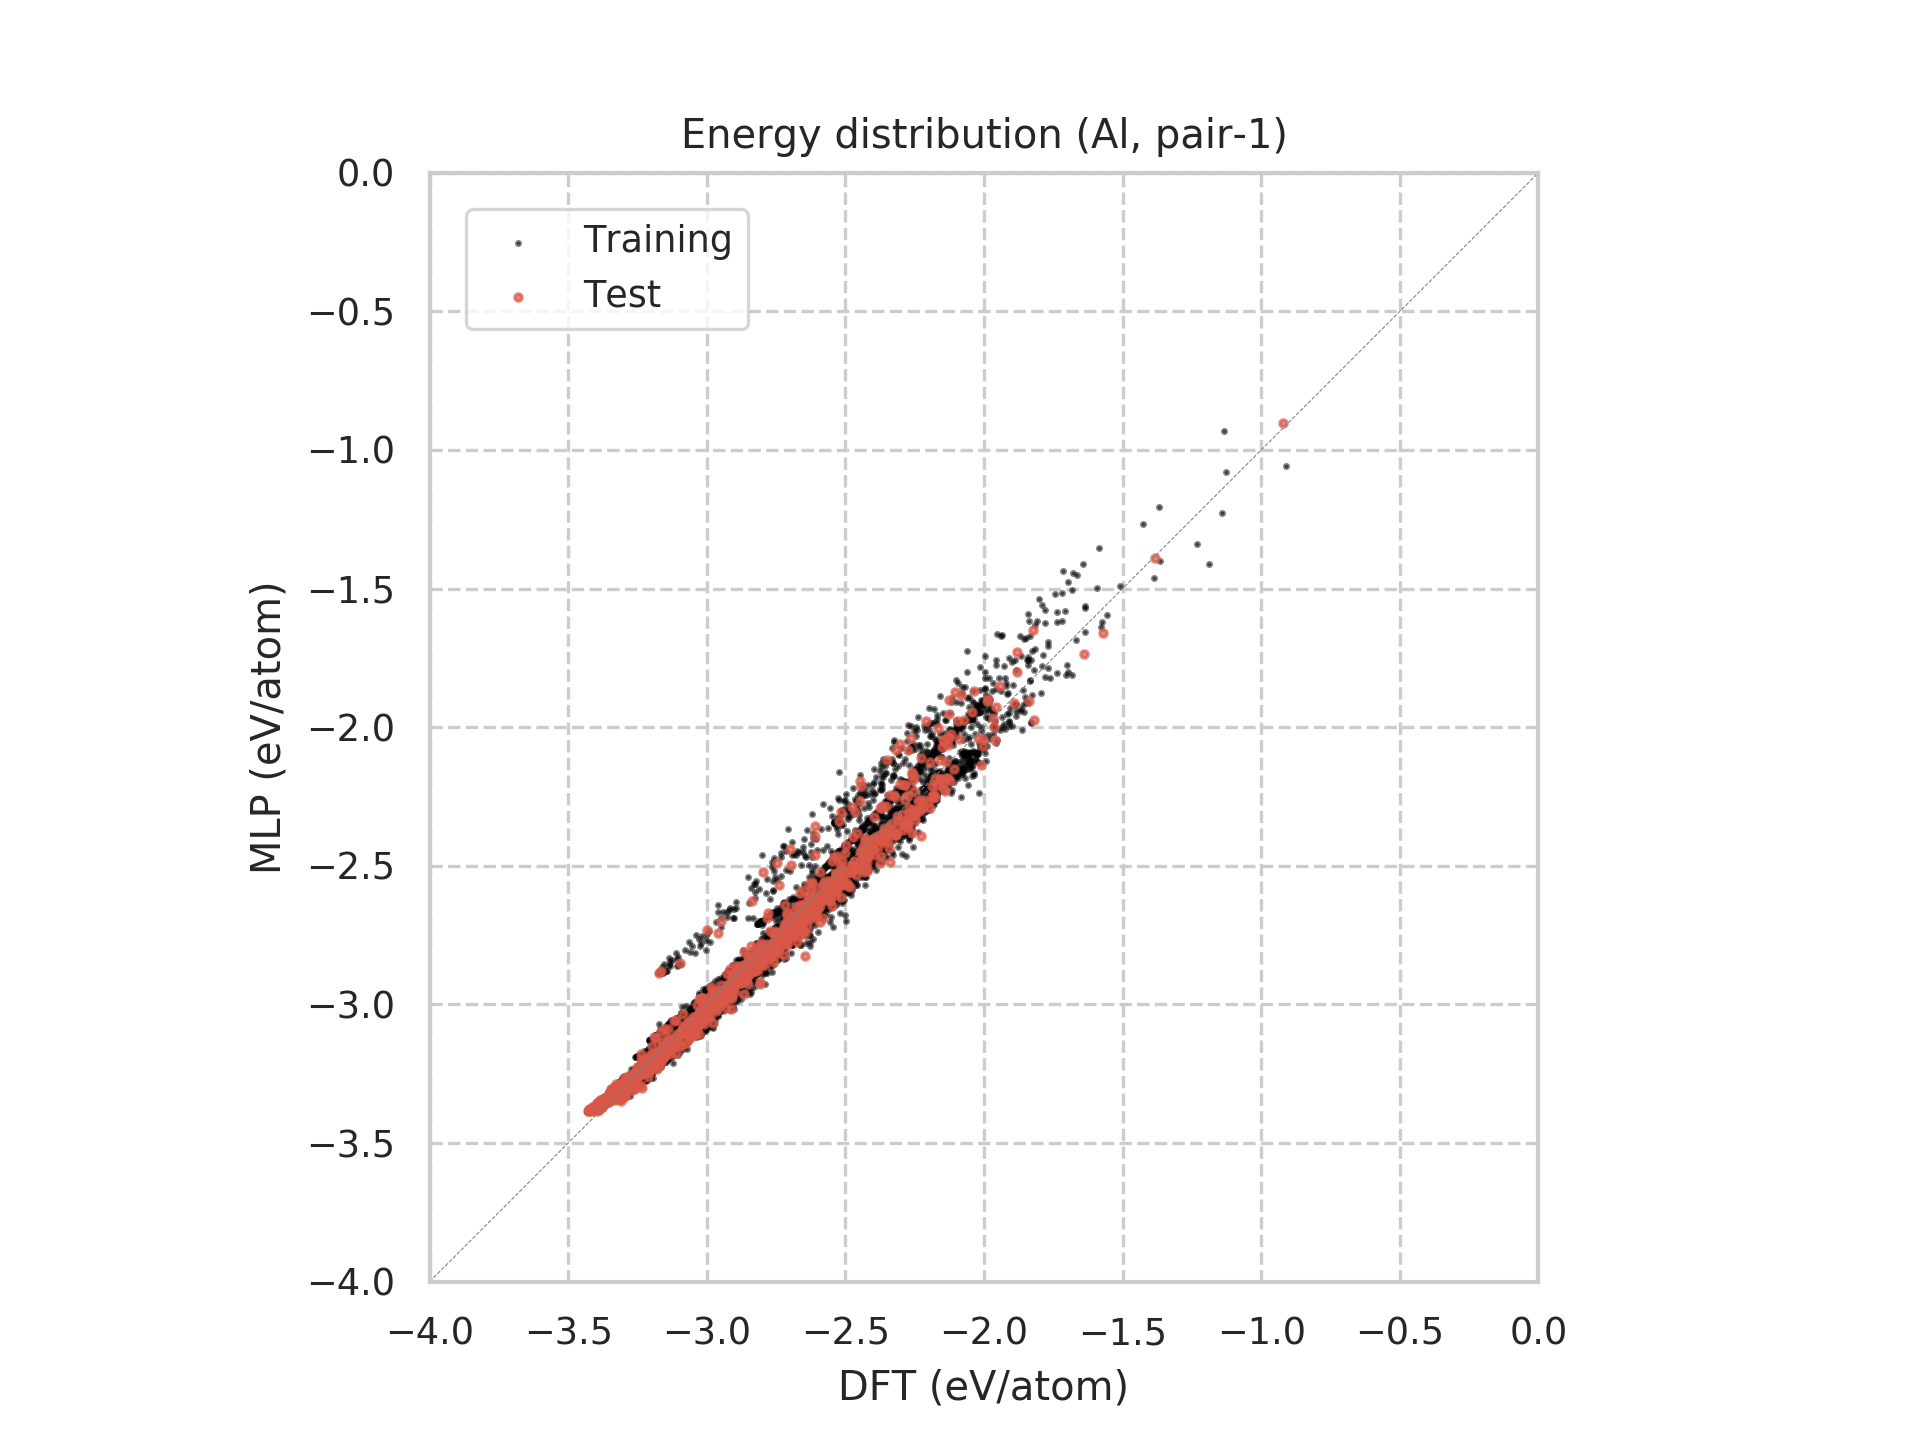 Energy distribution (Al, pair-1)
0.0
−0.5
−1.0
−1.5
−2.0
−2.5
−3.0
−3.5
−4.0
MLP (eV/atom)
Training
Test
−4.0 −3.5 −3.0 −2.5 −2.0 −1.5 −1.0 −0.5 0.0
DFT (eV/atom)